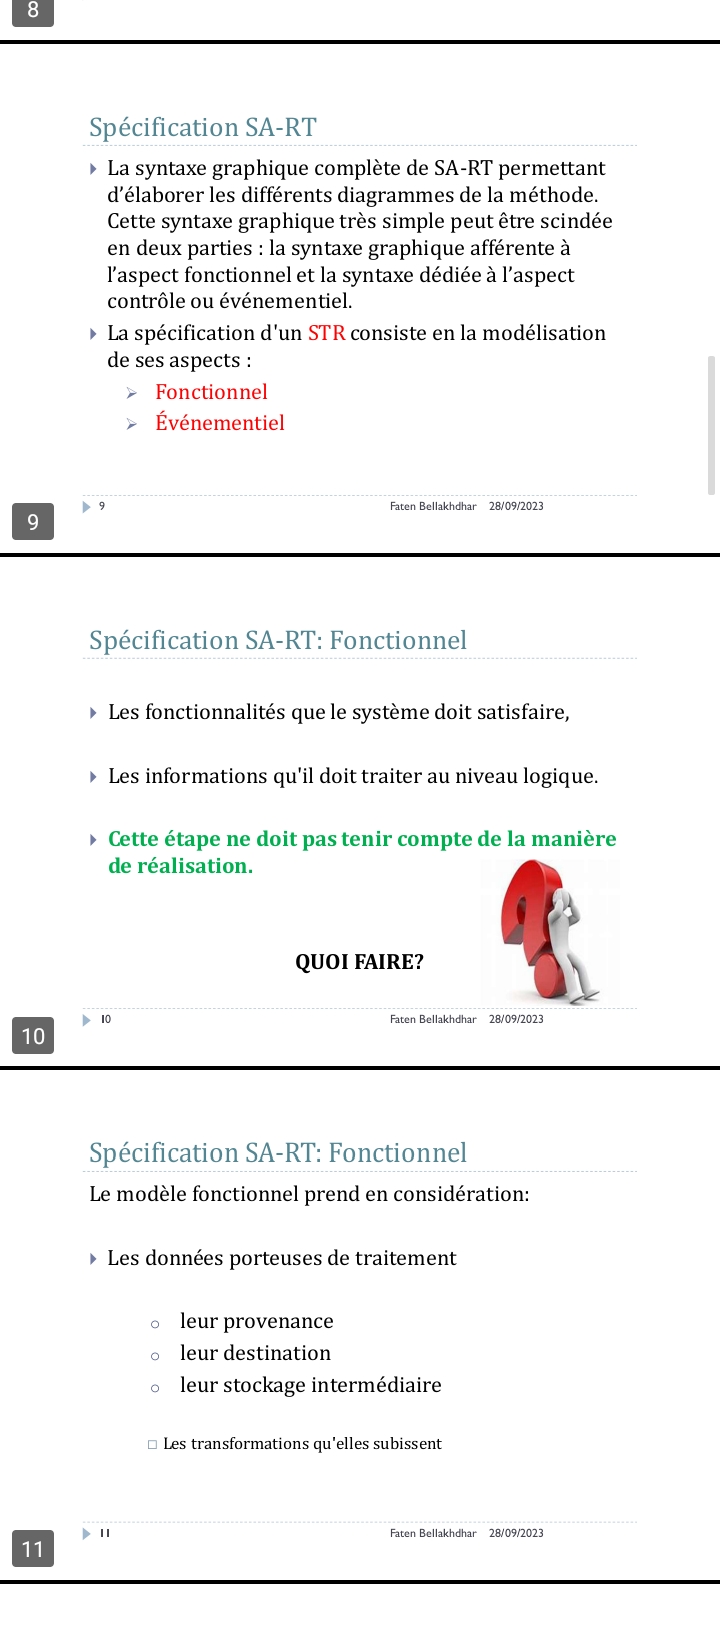 8
Spécification SA-RT
La syntaxe graphique complète de SA-RT permettant
d'élaborer les différents diagrammes de la méthode.
Cette syntaxe graphique très simple peut être scindée
en deux parties : la syntaxe graphique afférente à
l'aspect fonctionnel et la syntaxe dédiée à l'aspect
contrôle ou événementiel.
La spécification d'un STR consiste en la modélisation
de ses aspects :
Fonctionnel
Événementiel
9 Faten Bellakhdhar 28/09/2023
9
Spécification SA-RT: Fonctionnel
Les fonctionnalités que le système doit satisfaire,
Les informations qu'il doit traiter au niveau logique.
Cette étape ne doit pas tenir compte de la manière
de réalisation.
QUOI FAIRE?
10 Faten Bellakhdhar 28/09/2023
10
Spécification SA-RT: Fonctionnel
Le modèle fonctionnel prend en considération:
Les données porteuses de traitement
leur provenance
leur destination
leur stockage intermédiaire
Les transformations qu'elles subissent
11 Faten Bellakhdhar 28/09/2023
11